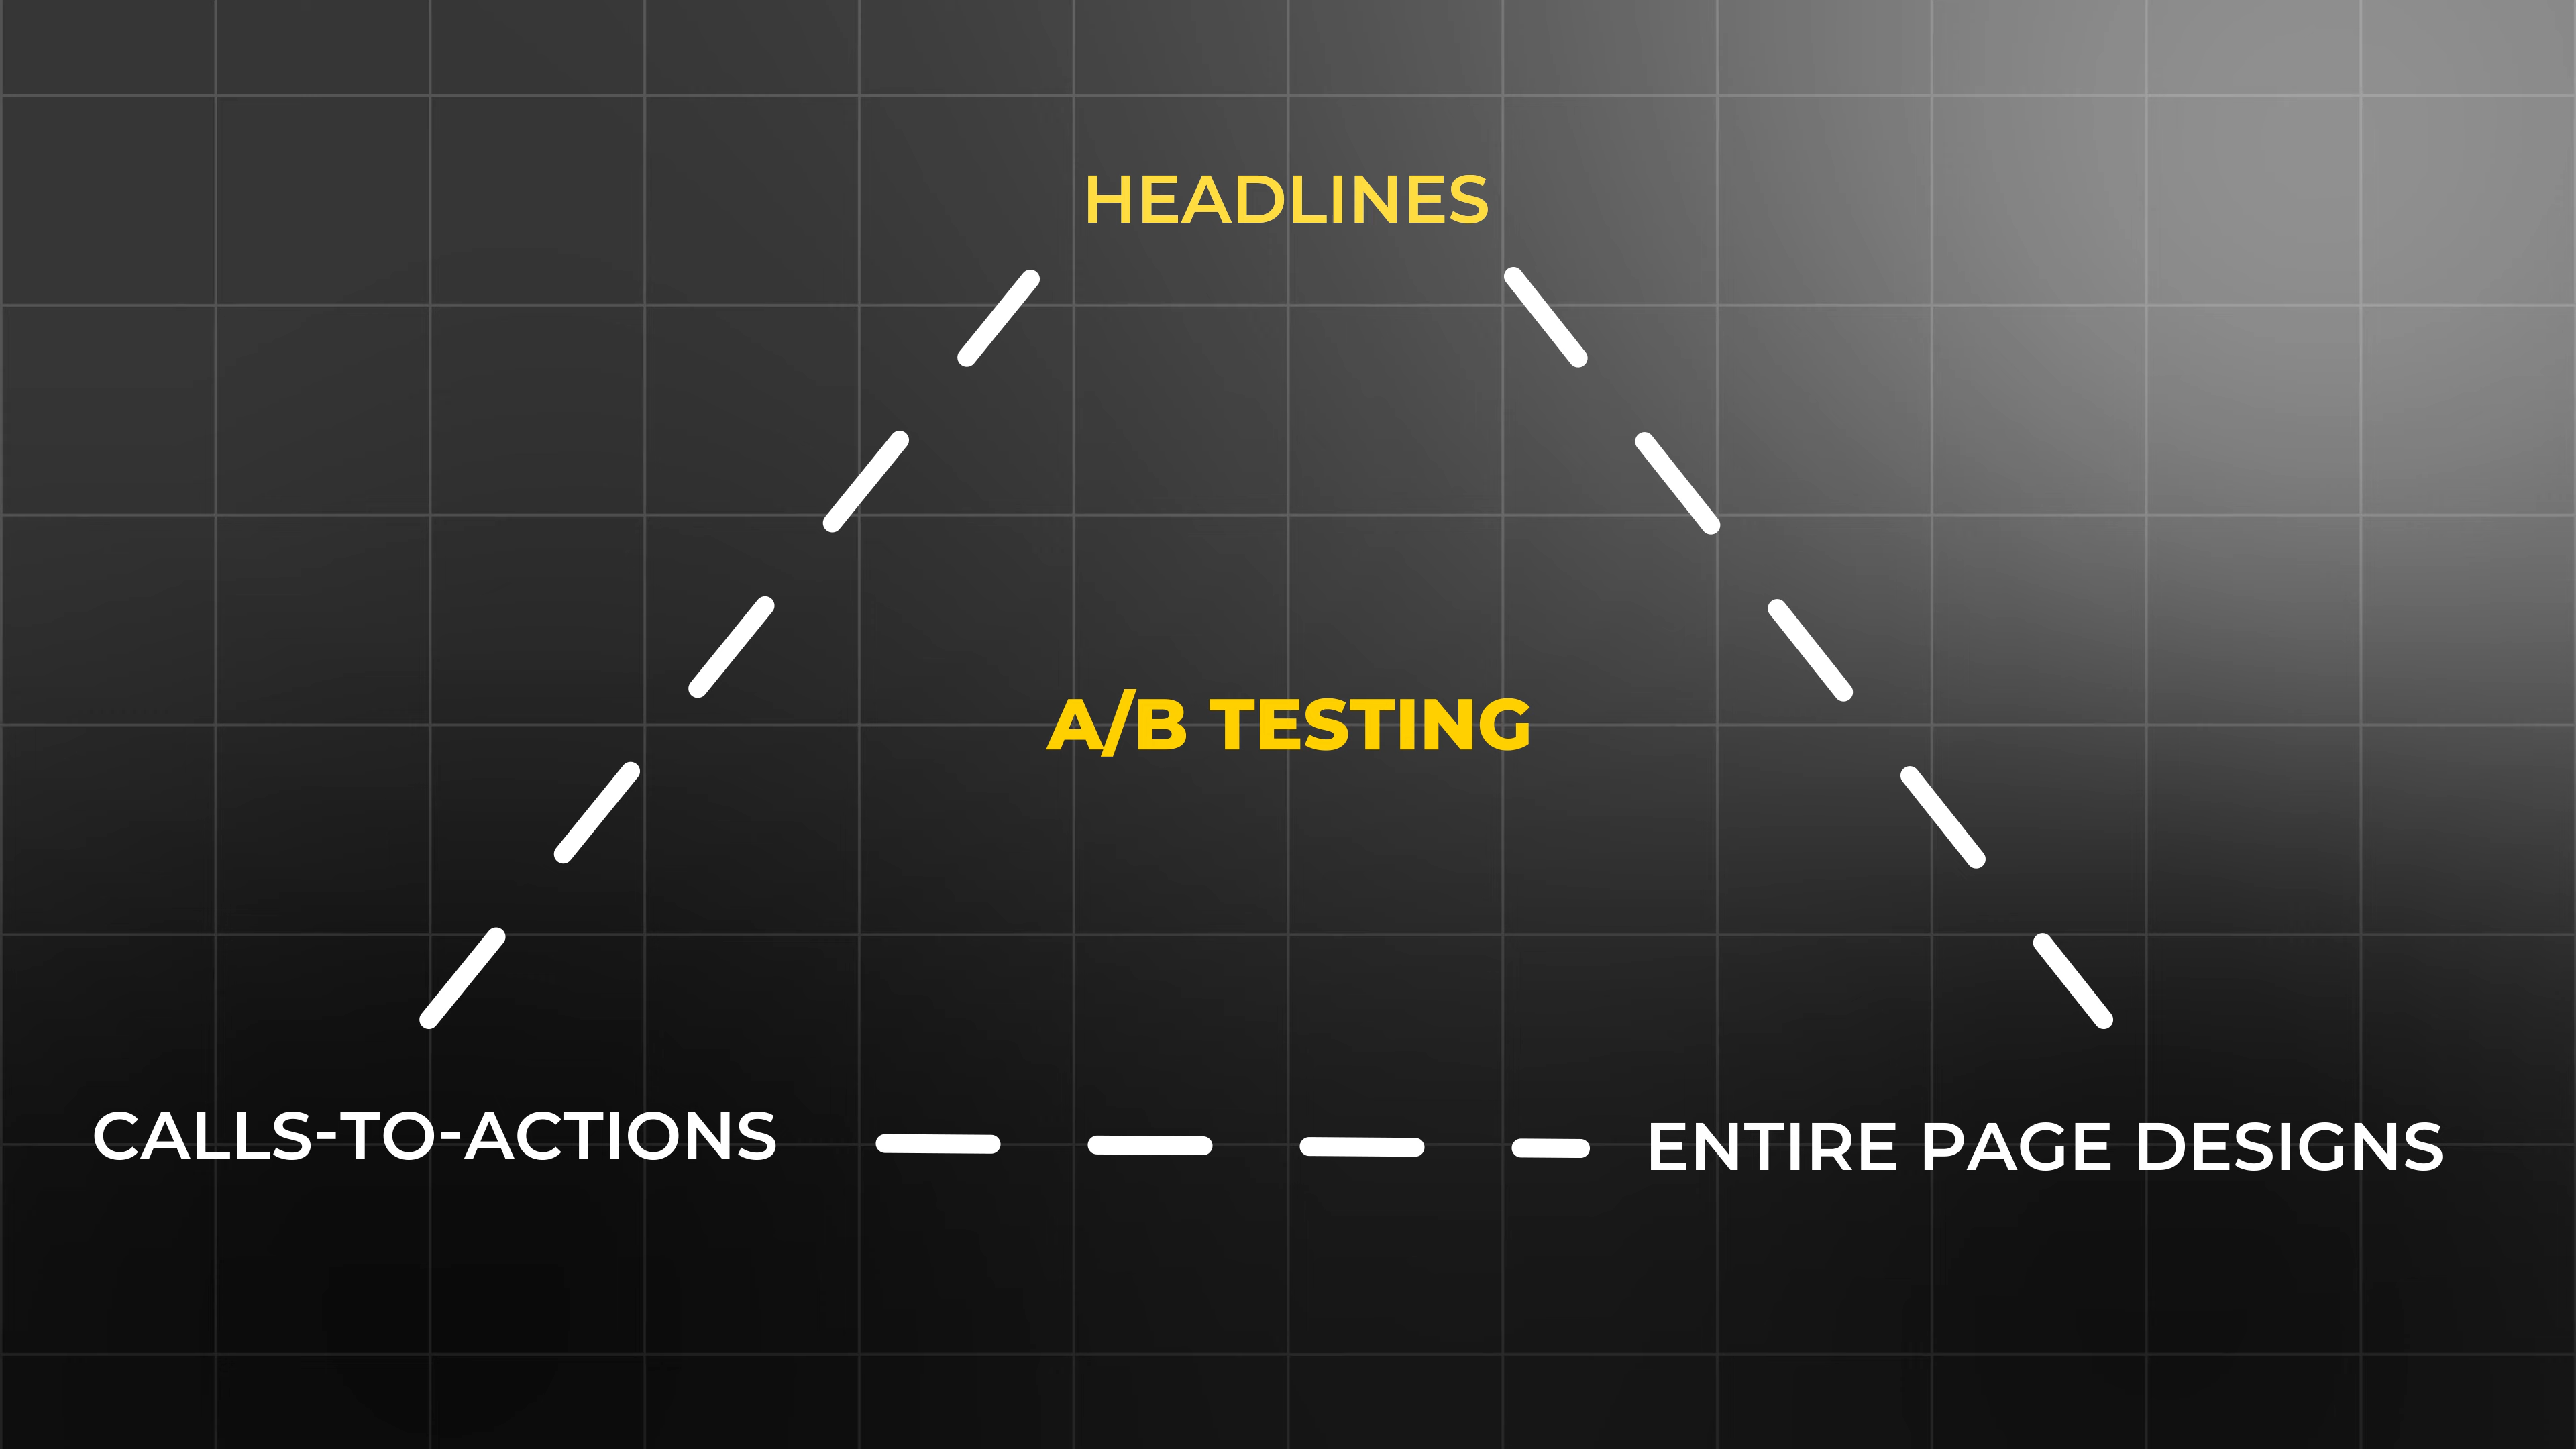 HEADLINES
A/B TESTING
CALLS-TO-ACTIONS
ENTIRE PAGE DESIGNS